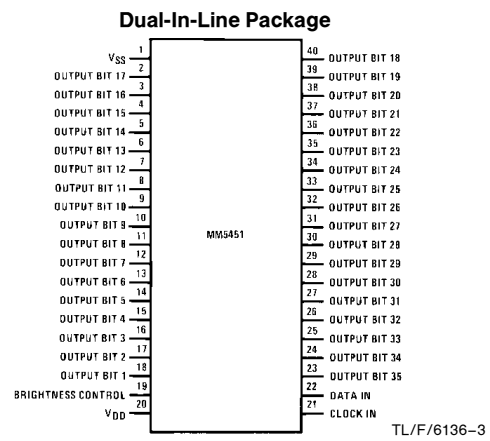 Dual-In-Line Package
VSS 1
OUTPUT BIT 17 2
OUTPUT BIT 16 3
OUTPUT BIT 15 4
OUTPUT BIT 14 5
OUTPUT BIT 13 6
OUTPUT BIT 12 7
OUTPUT BIT 11 8
OUTPUT BIT 10 9
OUTPUT BIT 9 10
OUTPUT BIT 8 11
OUTPUT BIT 7 12
OUTPUT BIT 6 13
OUTPUT BIT 5 14
OUTPUT BIT 4 15
OUTPUT BIT 3 16
OUTPUT BIT 2 17
OUTPUT BIT 1 18
BRIGHTNESS CONTROL 19
VDD 20
MM5451
40 OUTPUT BIT 18
39 OUTPUT BIT 19
38 OUTPUT BIT 20
37 OUTPUT BIT 21
36 OUTPUT BIT 22
35 OUTPUT BIT 23
34 OUTPUT BIT 24
33 OUTPUT BIT 25
32 OUTPUT BIT 26
31 OUTPUT BIT 27
30 OUTPUT BIT 28
29 OUTPUT BIT 29
28 OUTPUT BIT 30
27 OUTPUT BIT 31
26 OUTPUT BIT 32
25 OUTPUT BIT 33
24 OUTPUT BIT 34
23 OUTPUT BIT 35
22 DATA IN
21 CLOCK IN
TL/F/6136–3